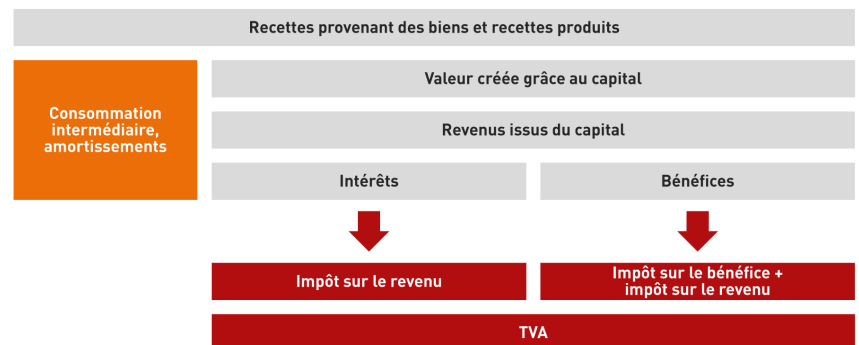 Recettes provenant des biens et recettes produits
Consommation
intermédiaire,
amortissements
Valeur créée grâce au capital
Revenus issus du capital
Intérêts
Bénéfices
Impôt sur le revenu
Impôt sur le bénéfice +
impôt sur le revenu
TVA